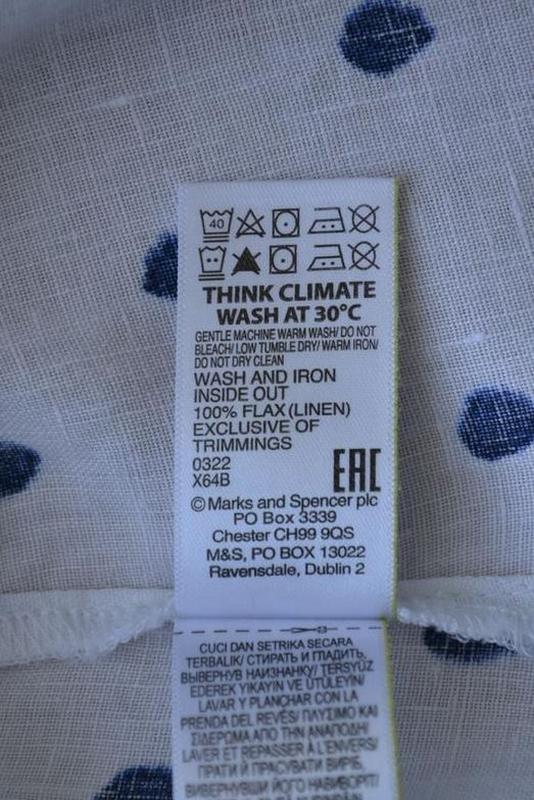 40
THINK CLIMATE
WASH AT 30°C
GENTLE MACHINE WARM WASH/ DO NOT
BLEACH/ LOW TUMBLE DRY/ WARM IRON/
DO NOT DRY CLEAN
WASH AND IRON
INSIDE OUT
100% FLAX (LINEN)
EXCLUSIVE OF
TRIMMINGS
0322
X64B
EAC
© Marks and Spencer plc
PO Box 3339
Chester CH99 9QS
M&S, PO BOX 13022
Ravensdale, Dublin 2
CUCI DAN SETRIKA SECARA
TERBALIK/ СТИРАТЬ И ГЛАДИТЬ,
ВЫВЕРНУВ НАИЗНАНКУ/ TERSYÜZ
EDEREK YIKAYIN VE ÜTÜLEYIN/
LAVAR Y PLANCHAR CON LA
PRENDA DEL REVÉS/ ΠΛΥΣΙΜΟ ΚΑΙ
ΣΙΔΕΡΩΜΑ ΑΠΟ ΤΗΝ ΑΝΑΠΟΔΗ/
LAVER ET REPASSER À L'ENVERS/
ПРАТИ Й ПРАСУВАТИ ВИРІБ,
ВИВЕРНУВШИ ЙОГО НАВИВОРІТ/